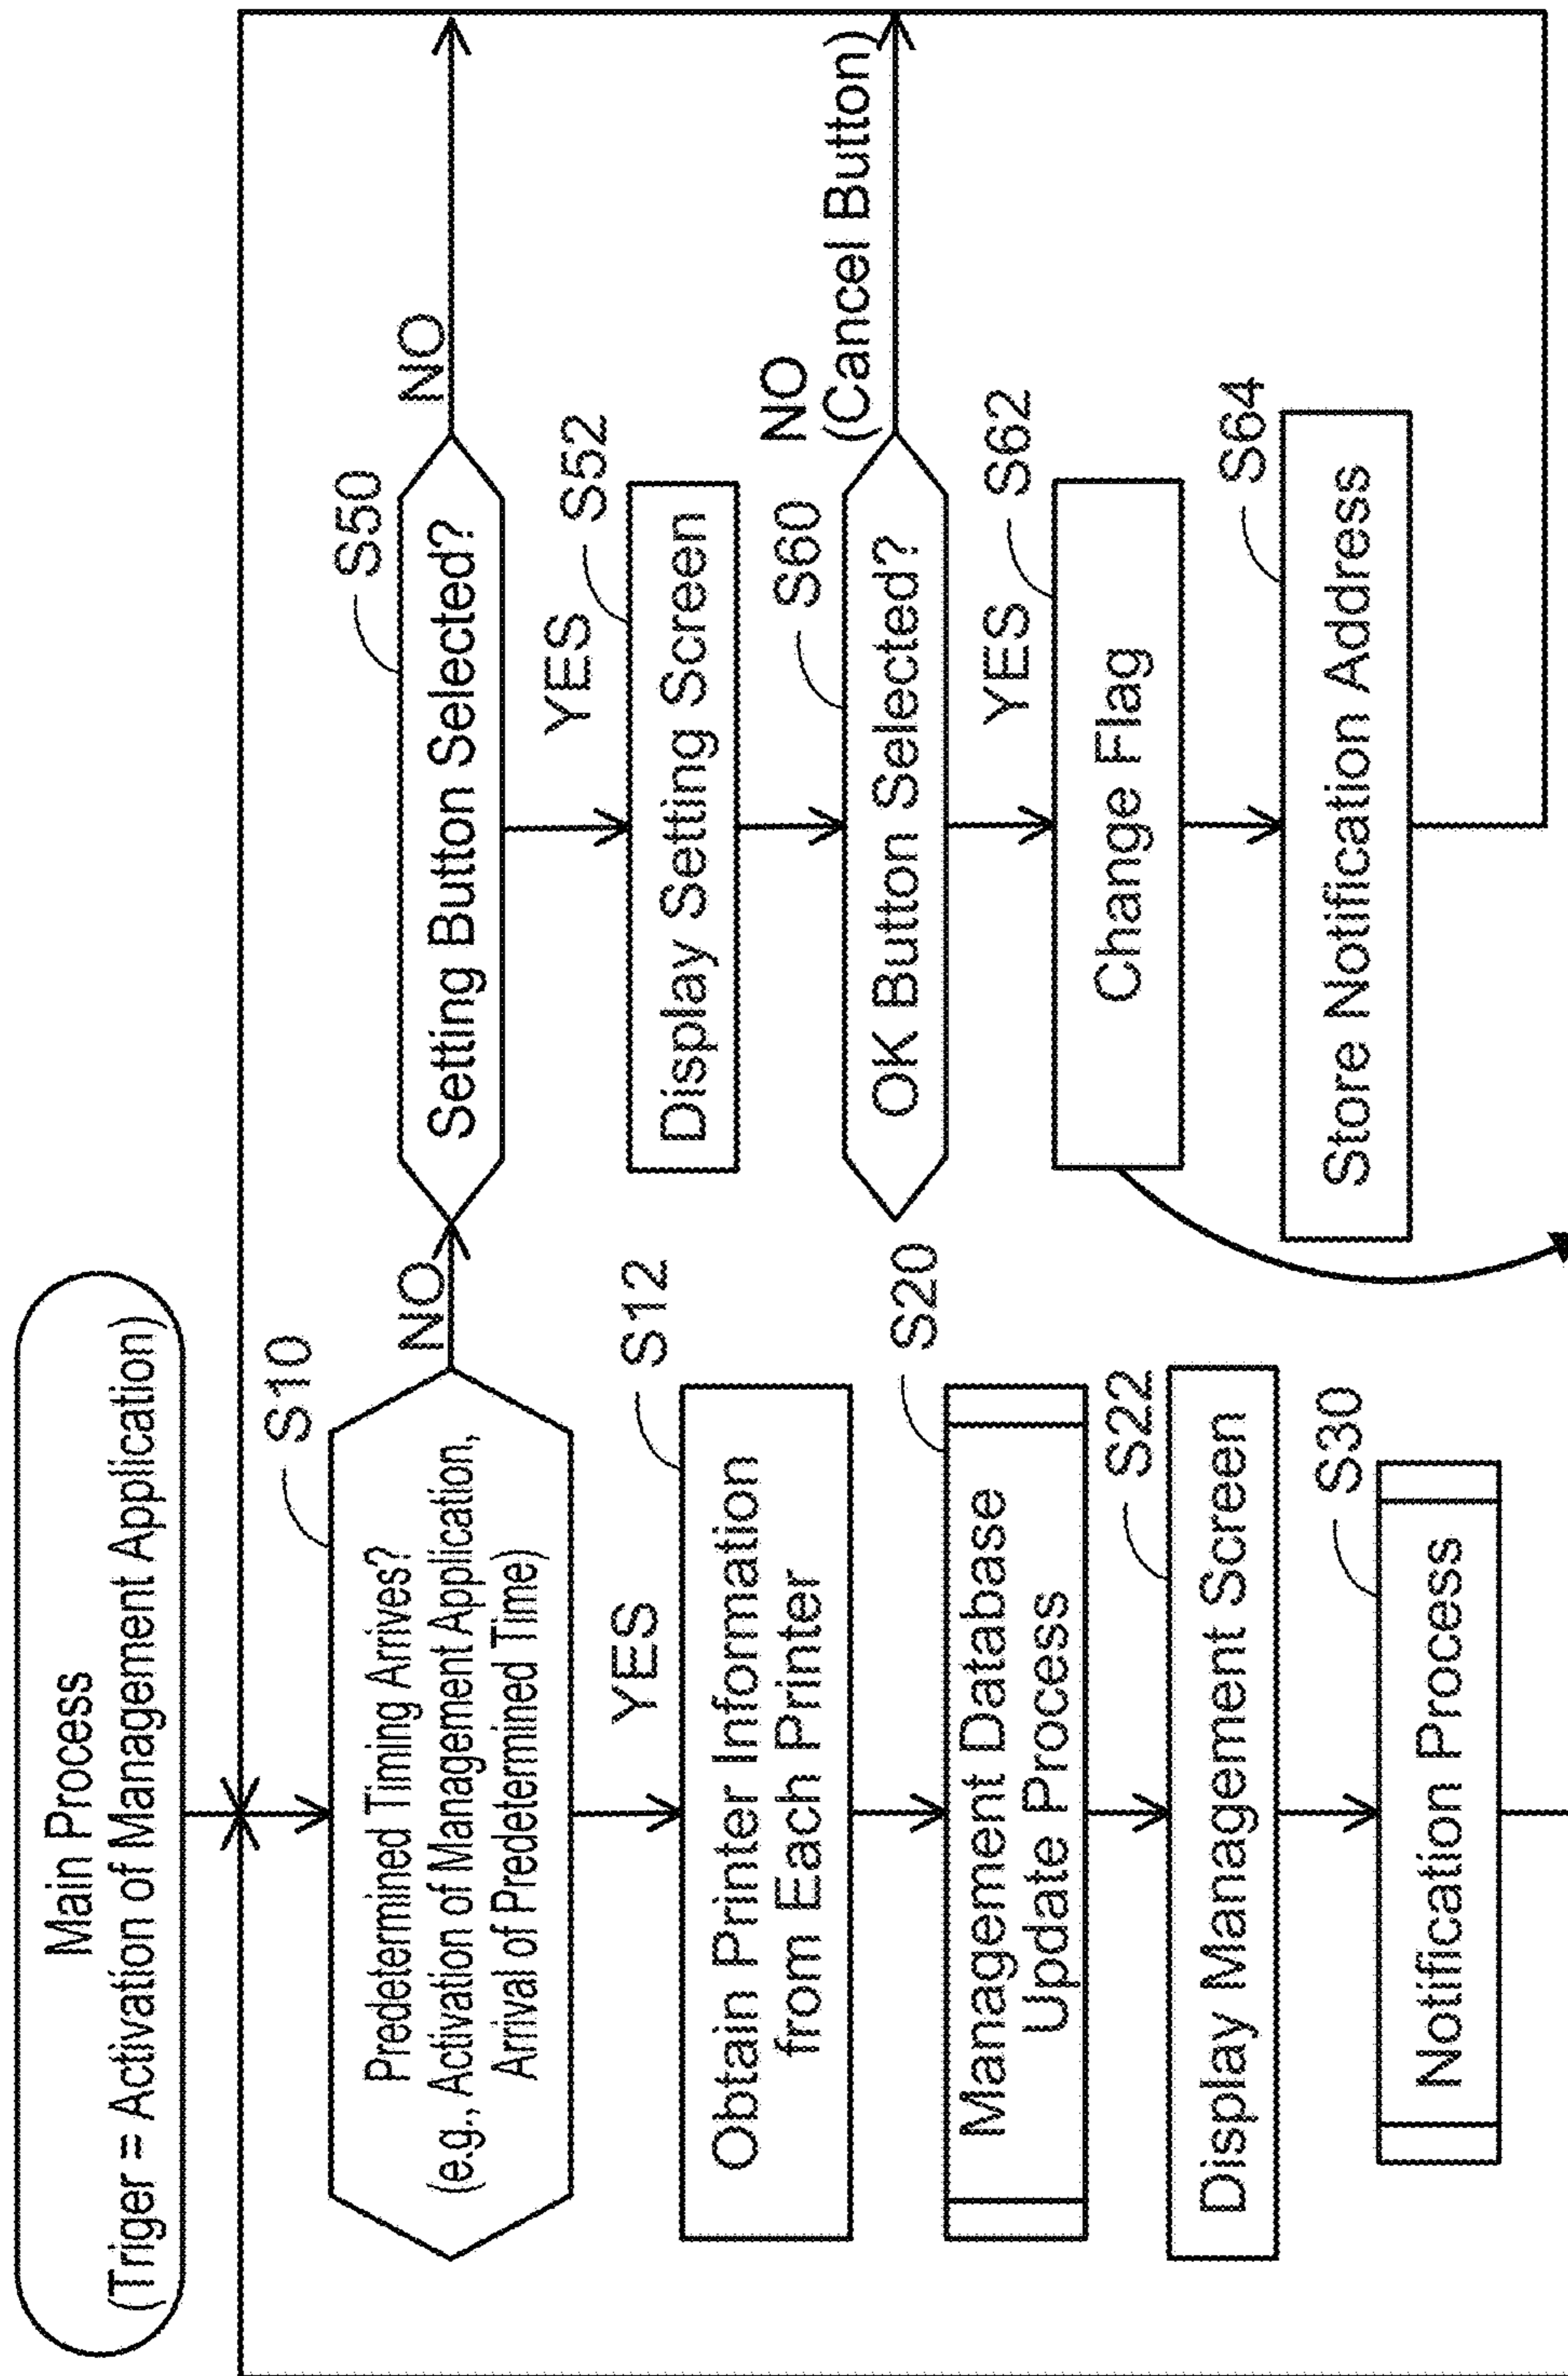 Main Process
(Triger = Activation of Management Application)
S10
Predetermined Timing Arrives?
(e.g., Activation of Management Application,
Arrival of Predetermined Time)
NO
YES
S12
Obtain Printer Information
from Each Printer
S20
Management Database
Update Process
S22
Display Management Screen
S30
Notification Process
S50
Setting Button Selected?
NO
YES
S52
Display Setting Screen
S60
OK Button Selected?
NO
(Cancel Button)
YES
S62
Change Flag
S64
Store Notification Address